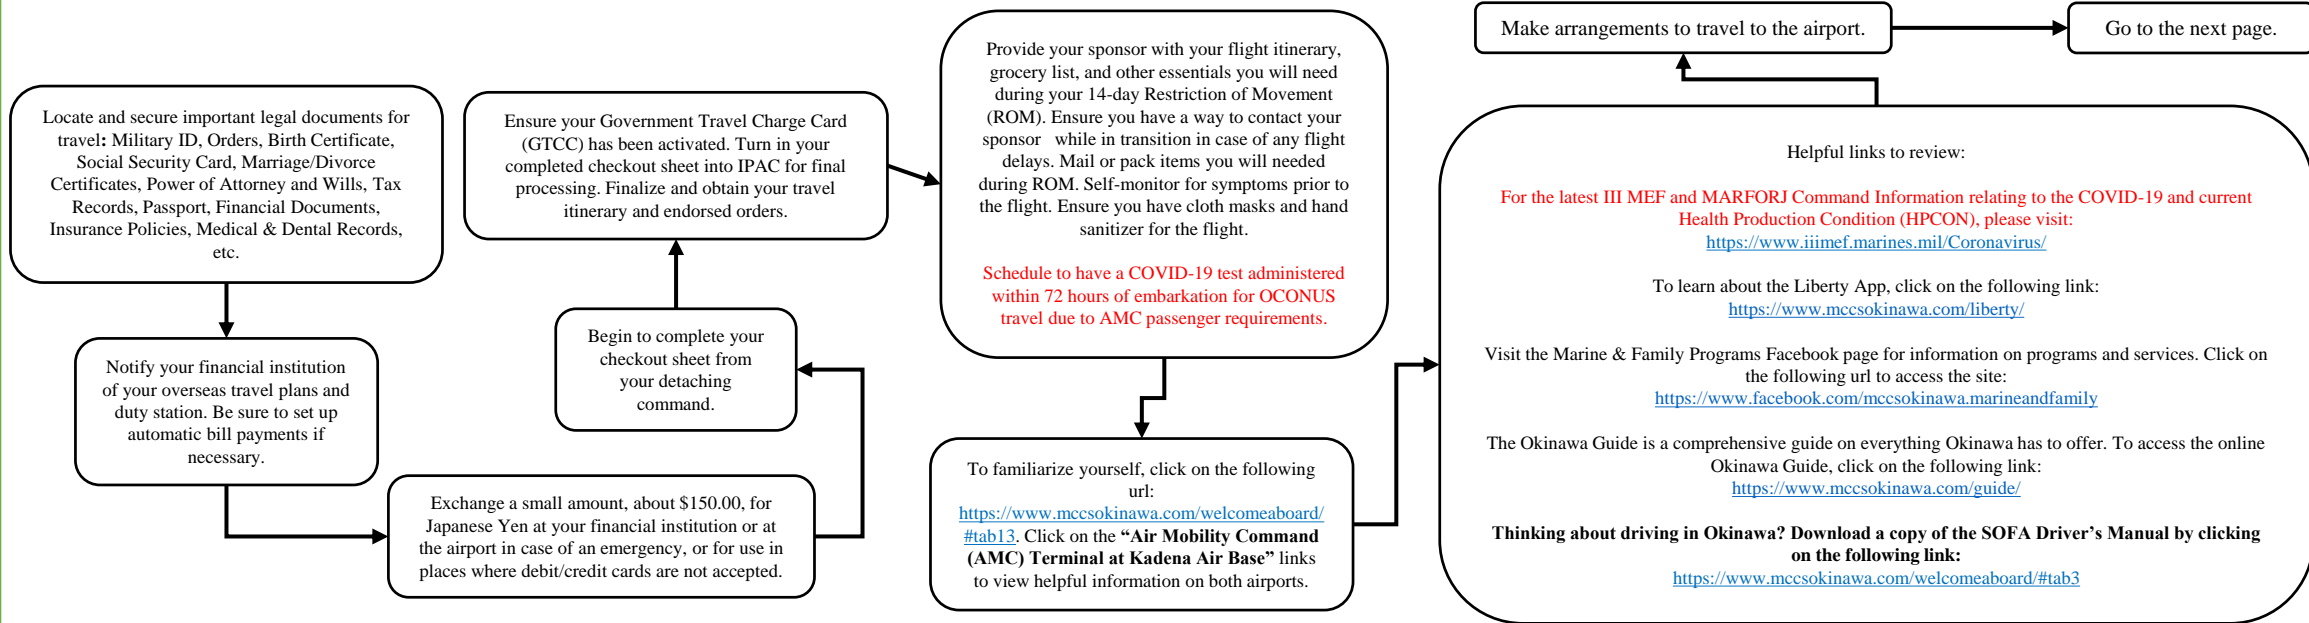 Locate and secure important legal documents for
travel: Military ID, Orders, Birth Certificate,
Social Security Card, Marriage/Divorce
Certificates, Power of Attorney and Wills, Tax
Records, Passport, Financial Documents,
Insurance Policies, Medical & Dental Records,
etc.
Notify your financial institution
of your overseas travel plans and
duty station. Be sure to set up
automatic bill payments if
necessary.
Exchange a small amount, about $150.00, for
Japanese Yen at your financial institution or at
the airport in case of an emergency, or for use in
places where debit/credit cards are not accepted.
Begin to complete your
checkout sheet from
your detaching
command.
Ensure your Government Travel Charge Card
(GTCC) has been activated. Turn in your
completed checkout sheet into IPAC for final
processing. Finalize and obtain your travel
itinerary and endorsed orders.
Provide your sponsor with your flight itinerary,
grocery list, and other essentials you will need
during your 14-day Restriction of Movement
(ROM). Ensure you have a way to contact your
sponsor while in transition in case of any flight
delays. Mail or pack items you will needed
during ROM. Self-monitor for symptoms prior to
the flight. Ensure you have cloth masks and hand
sanitizer for the flight.
Schedule to have a COVID-19 test administered
within 72 hours of embarkation for OCONUS
travel due to AMC passenger requirements.
To familiarize yourself, click on the following
url:
https://www.mccsokinawa.com/welcomeaboard/
#tab13. Click on the “Air Mobility Command
(AMC) Terminal at Kadena Air Base” links
to view helpful information on both airports.
Helpful links to review:
For the latest III MEF and MARFORJ Command Information relating to the COVID-19 and current
Health Production Condition (HPCON), please visit:
https://www.iiimef.marines.mil/Coronavirus/
To learn about the Liberty App, click on the following link:
https://www.mccsokinawa.com/liberty/
Visit the Marine & Family Programs Facebook page for information on programs and services. Click on
the following url to access the site:
https://www.facebook.com/mccsokinawa.marineandfamily
The Okinawa Guide is a comprehensive guide on everything Okinawa has to offer. To access the online
Okinawa Guide, click on the following link:
https://www.mccsokinawa.com/guide/
Thinking about driving in Okinawa? Download a copy of the SOFA Driver’s Manual by clicking
on the following link:
https://www.mccsokinawa.com/welcomeaboard/#tab3
Make arrangements to travel to the airport.
Go to the next page.